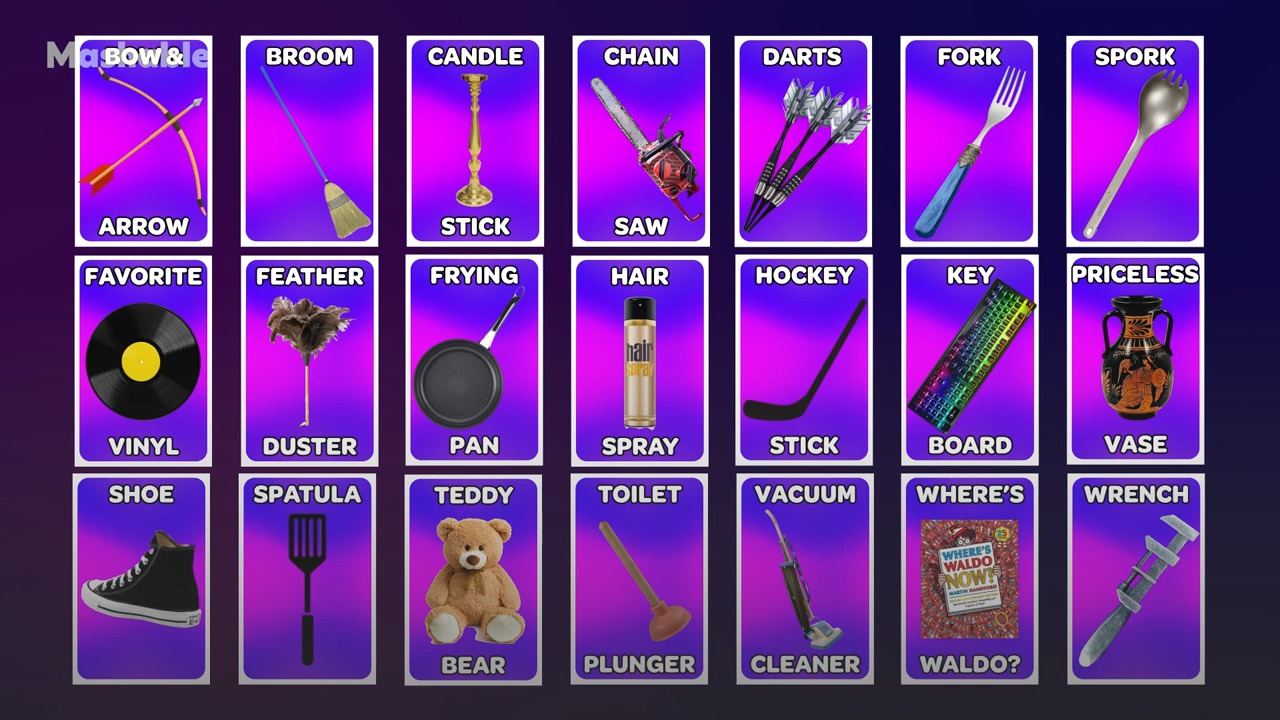 Mashable
BOW &
ARROW
BROOM
CANDLE
STICK
CHAIN
SAW
DARTS
FORK
SPORK
FAVORITE
VINYL
FEATHER
DUSTER
FRYING
PAN
HAIR
hair
spray
SPRAY
HOCKEY
STICK
KEY
BOARD
PRICELESS
VASE
SHOE
SPATULA
TEDDY
BEAR
TOILET
PLUNGER
VACUUM
CLEANER
WHERE'S
WHERE'S
WALDO
NOW?
MARTIN HANDFORD
WALDO?
WRENCH